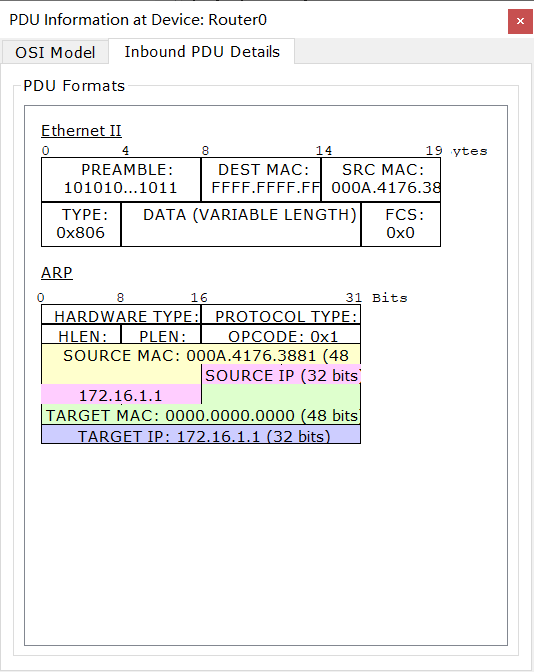 PDU Information at Device: Router0
OSI Model
Inbound PDU Details
PDU Formats
Ethernet II
0 4 8 14 19 ytes
PREAMBLE: DEST MAC: SRC MAC:
101010...1011 FFFF.FFFF.FF 000A.4176.38
TYPE: DATA (VARIABLE LENGTH) FCS:
0x806 0x0
ARP
0 8 16 31 Bits
HARDWARE TYPE: PROTOCOL TYPE:
HLEN: PLEN: OPCODE: 0x1
SOURCE MAC: 000A.4176.3881 (48
SOURCE IP (32 bits)
172.16.1.1
TARGET MAC: 0000.0000.0000 (48 bits)
TARGET IP: 172.16.1.1 (32 bits)